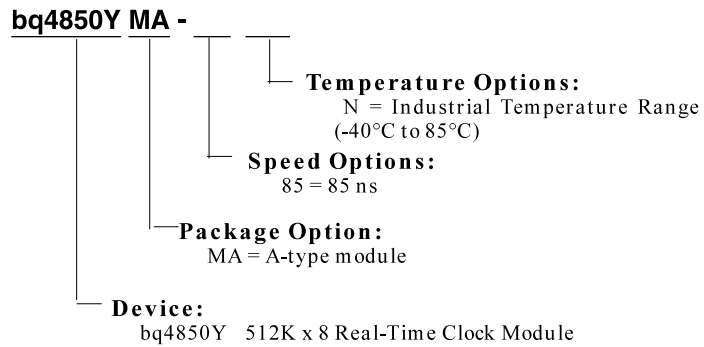 bq4850Y MA -
Temperature Options:
N = Industrial Temperature Range
(-40°C to 85°C)
Speed Options:
85 = 85 ns
Package Option:
MA = A-type module
Device:
bq4850Y 512K x 8 Real-Time Clock Module